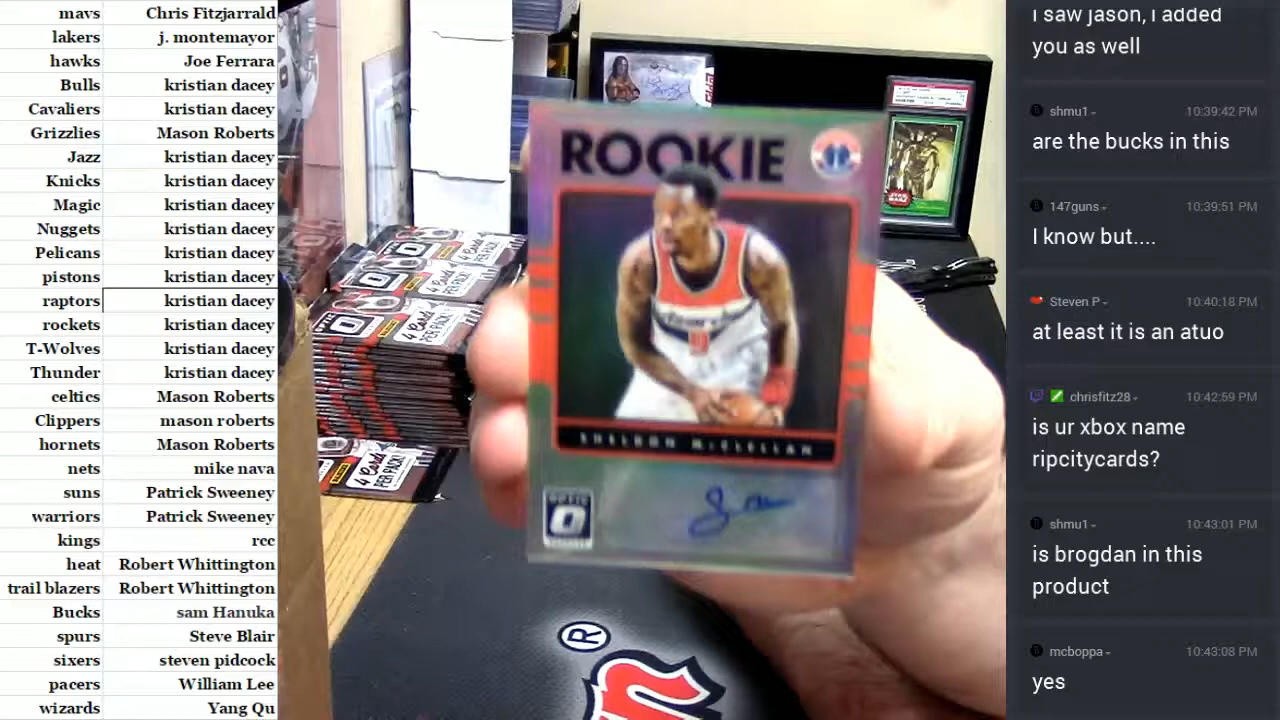 mavs Chris Fitzjarrald
lakers j. montemayor
hawks Joe Ferrara
Bulls kristian dacey
Cavaliers kristian dacey
Grizzlies Mason Roberts
Jazz kristian dacey
Knicks kristian dacey
Magic kristian dacey
Nuggets kristian dacey
Pelicans kristian dacey
pistons kristian dacey
raptors kristian dacey
rockets kristian dacey
T-Wolves kristian dacey
Thunder kristian dacey
celtics Mason Roberts
Clippers mason roberts
hornets Mason Roberts
nets mike nava
suns Patrick Sweeney
warriors Patrick Sweeney
kings rcc
heat Robert Whittington
trail blazers Robert Whittington
Bucks sam Hanuka
spurs Steve Blair
sixers steven pidcock
pacers William Lee
wizards Yang Qu
ROOKIE
SHELDON McCLELLAN
OPTIC
STAR WARS
4 Cards
PER PACK!
®
i saw jason, i added
you as well
shmu1 10:39:42 PM
are the bucks in this
147guns 10:39:51 PM
I know but....
Steven P 10:40:18 PM
at least it is an atuo
chrisfitz28 10:42:59 PM
is ur xbox name
ripcitycards?
shmu1 10:43:01 PM
is brogdan in this
product
mcboppa 10:43:08 PM
yes